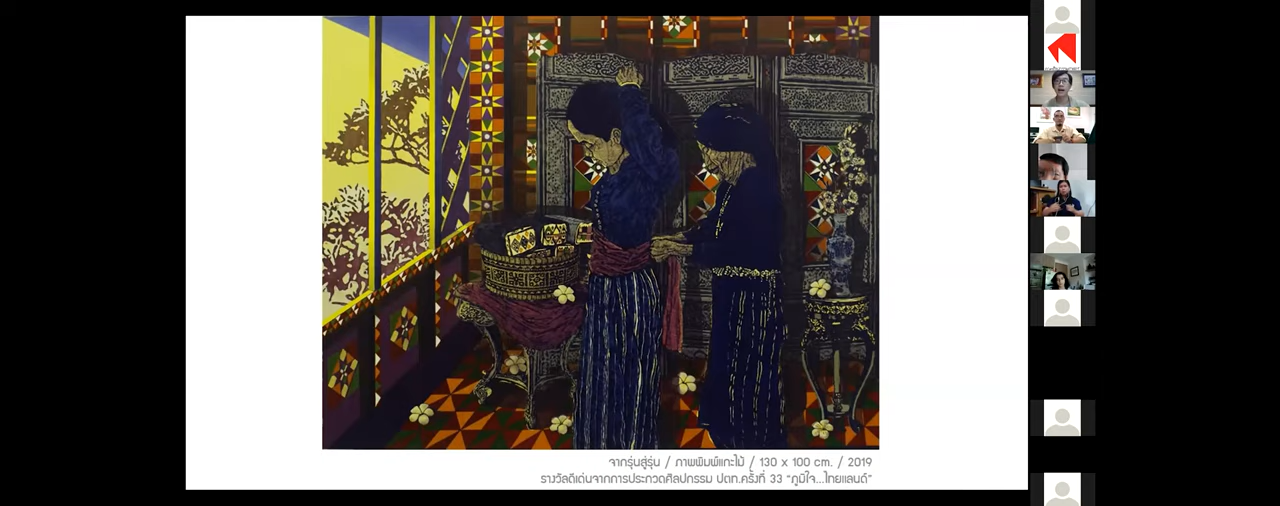 จากรุ่นสู่รุ่น / ภาพพิมพ์แกะไม้ / 130 x 100 cm. / 2019
รางวัลดีเด่นจากการประกวดศิลปกรรม ปตท.ครั้งที่ 33 "ภูมิใจ...ไทยแลนด์"